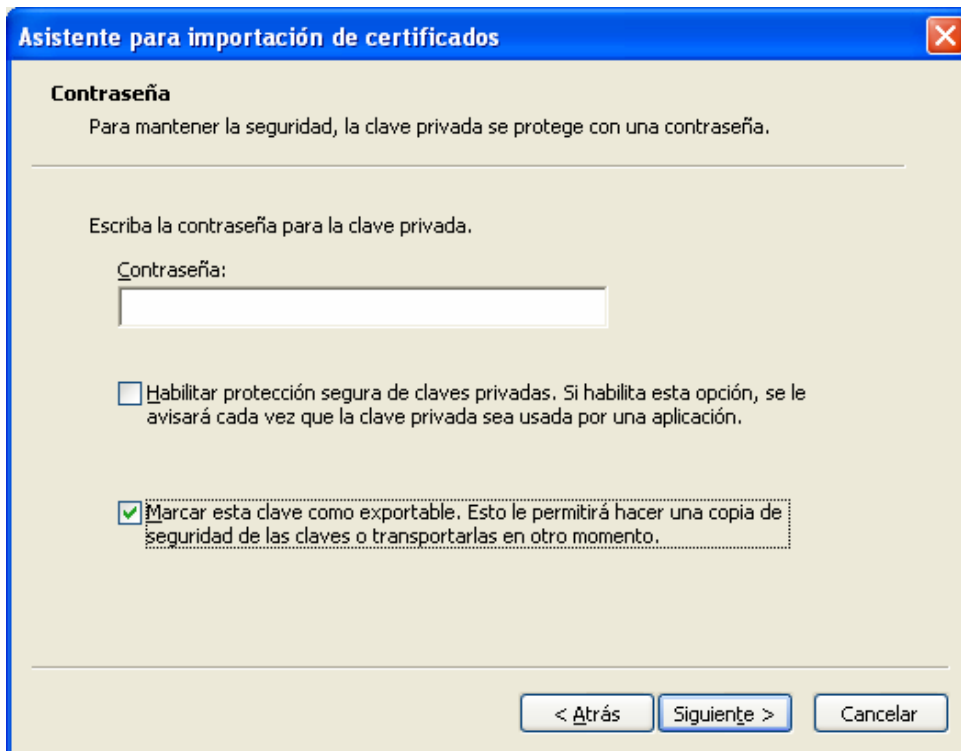 Asistente para importación de certificados
Contraseña
Para mantener la seguridad, la clave privada se protege con una contraseña.
Escriba la contraseña para la clave privada.
Contraseña:
Habilitar protección segura de claves privadas. Si habilita esta opción, se le
avisará cada vez que la clave privada sea usada por una aplicación.
Marcar esta clave como exportable. Esto le permitirá hacer una copia de
seguridad de las claves o transportarlas en otro momento.
< Atrás
Siguiente >
Cancelar